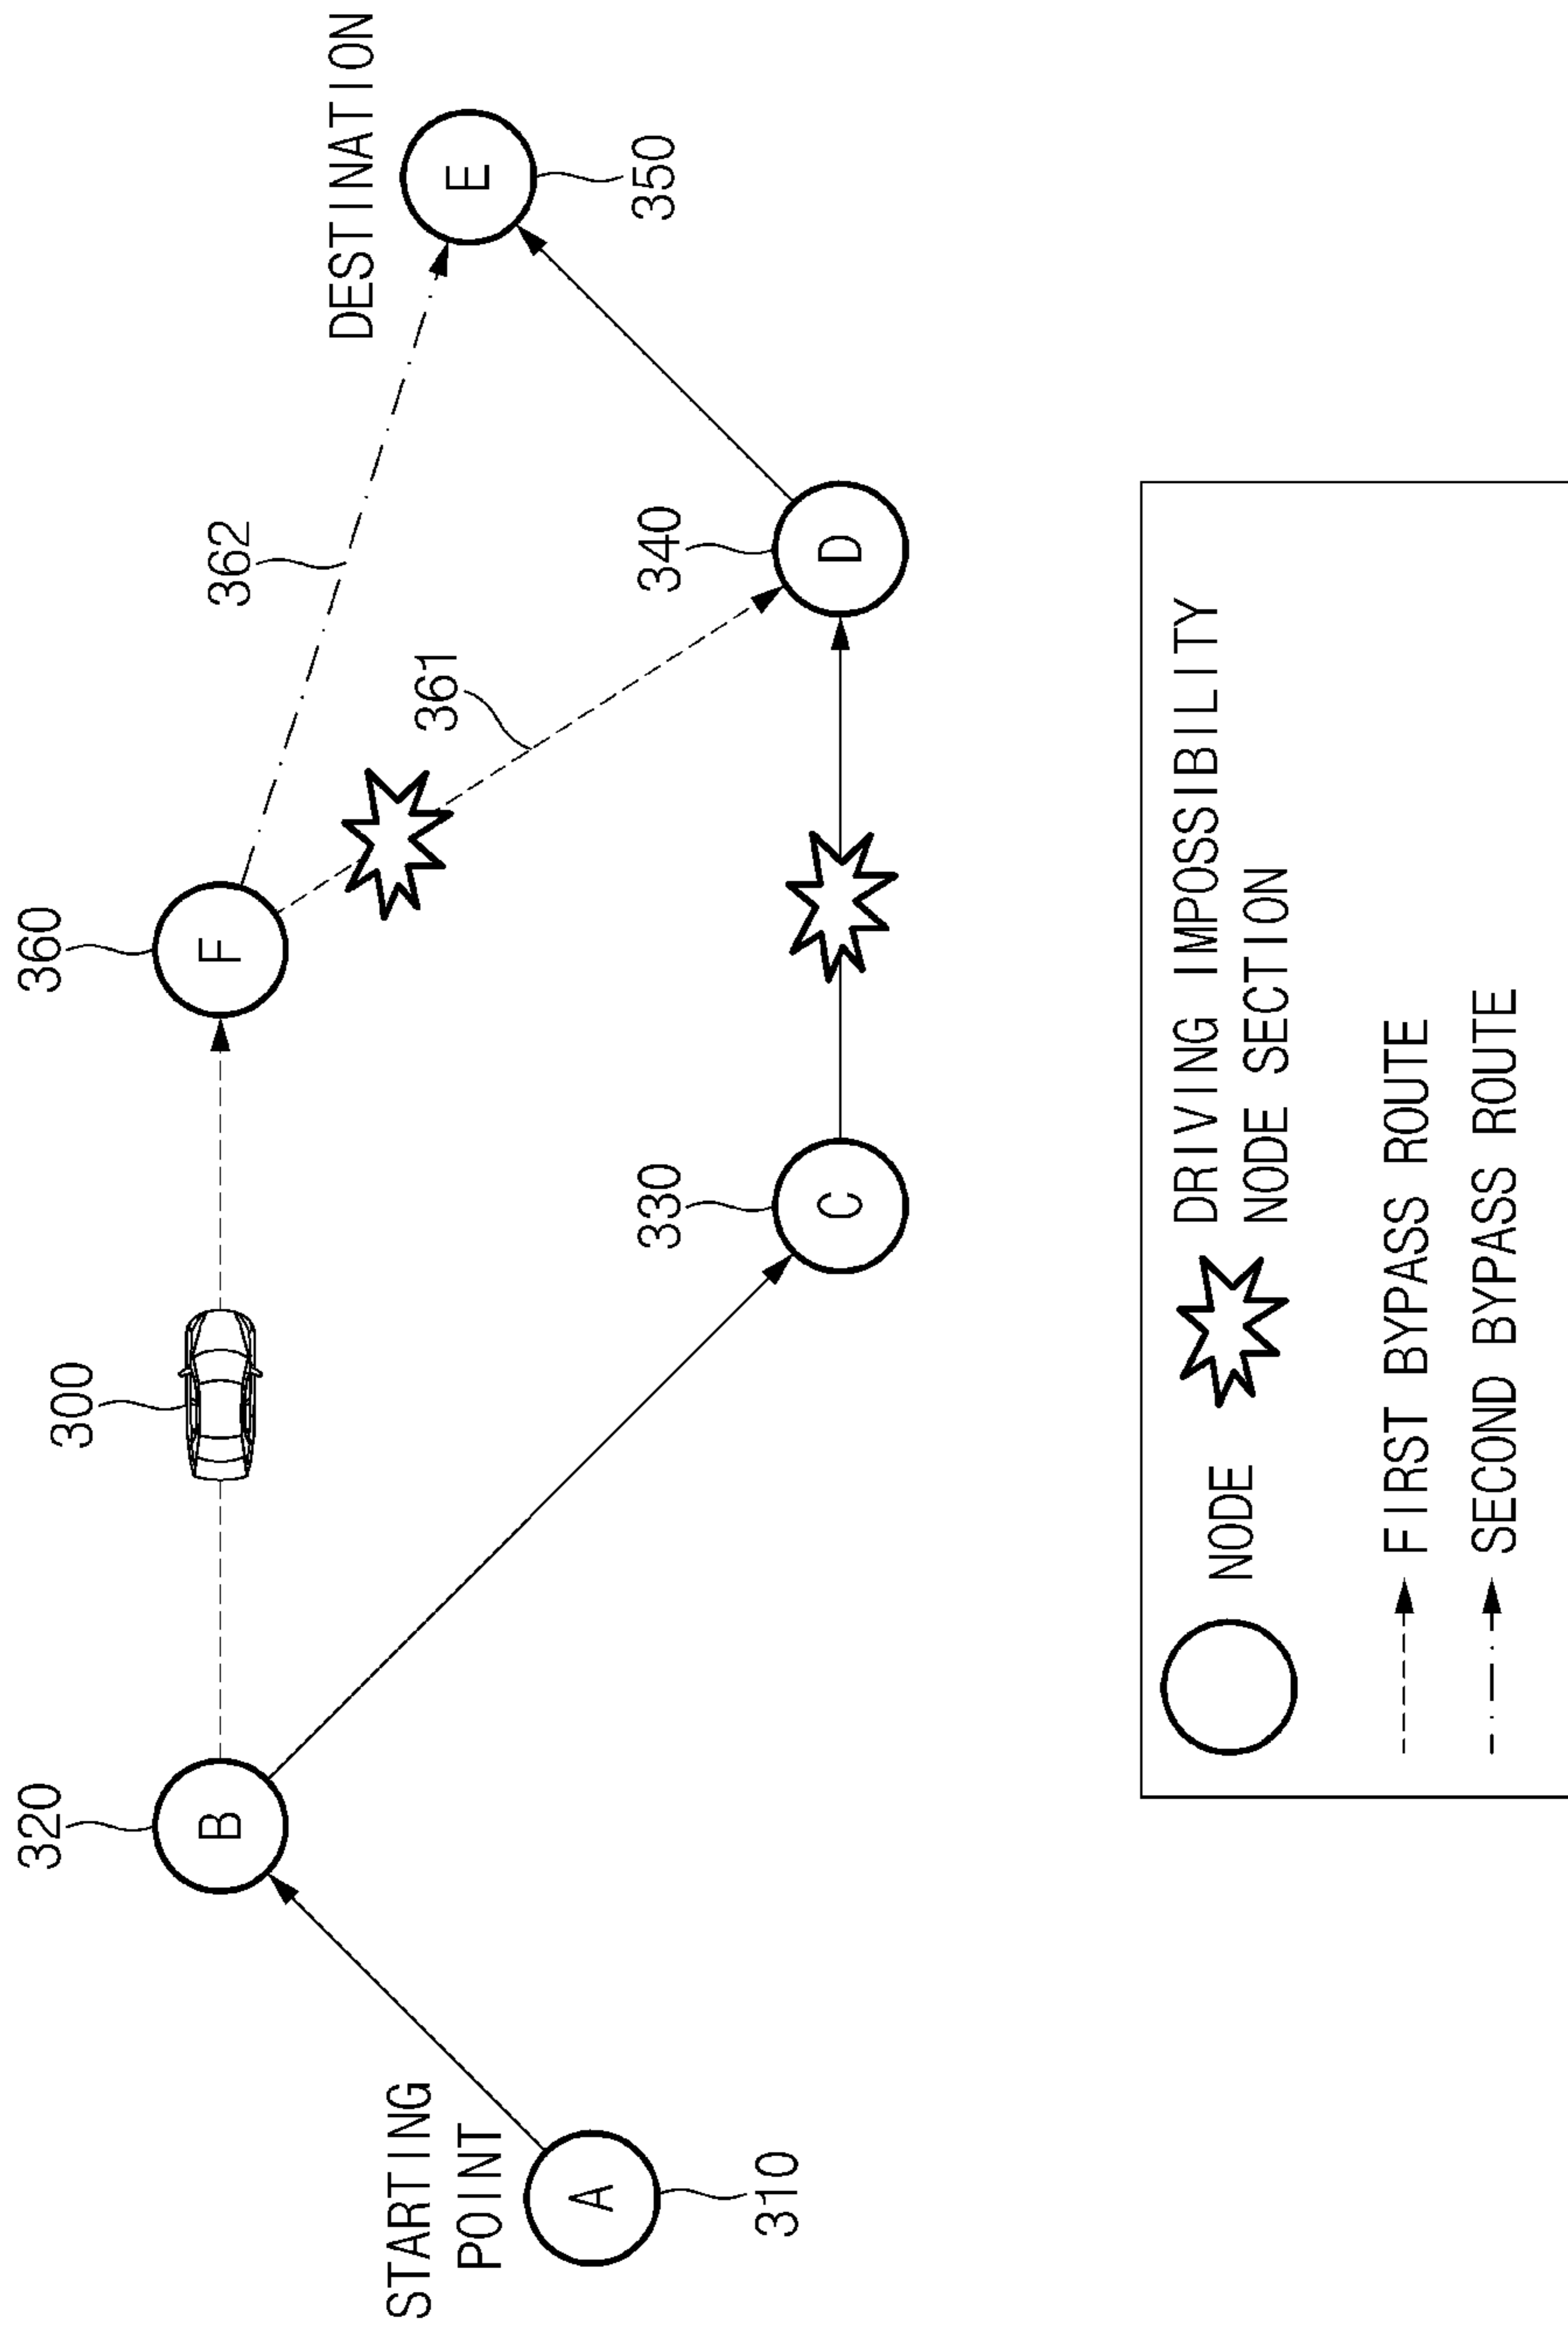 360
320
300
F
B
362
DESTINATION
E
350
361
STARTING
POINT
A
310
340
330
D
C
NODE
DRIVING IMPOSSIBILITY
NODE SECTION
FIRST BYPASS ROUTE
SECOND BYPASS ROUTE